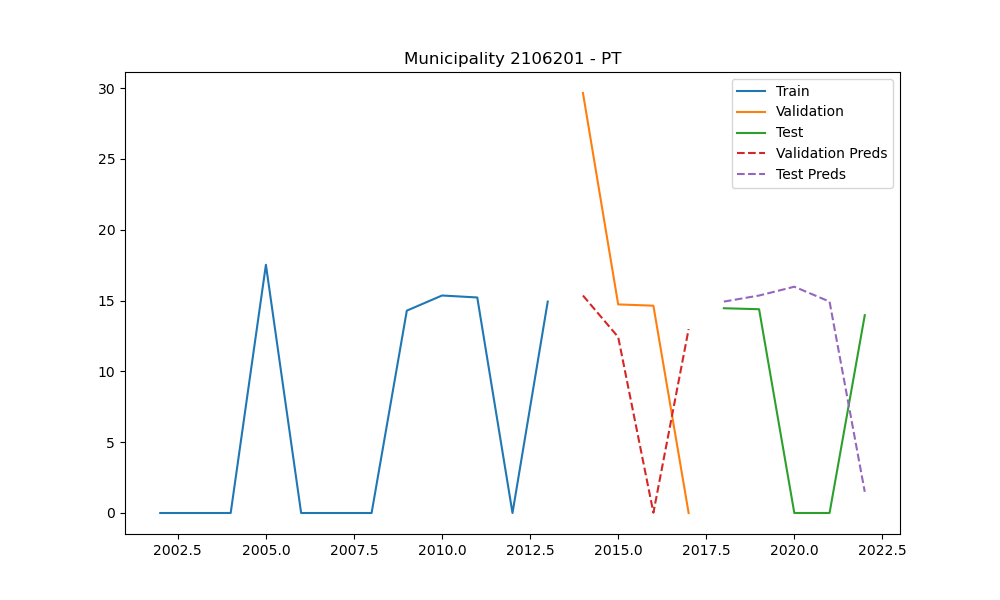 Municipality 2106201 - PT
30
25
20
15
10
5
0
Train
Validation
Test
Validation Preds
Test Preds
2002.5 2005.0 2007.5 2010.0 2012.5 2015.0 2017.5 2020.0 2022.5